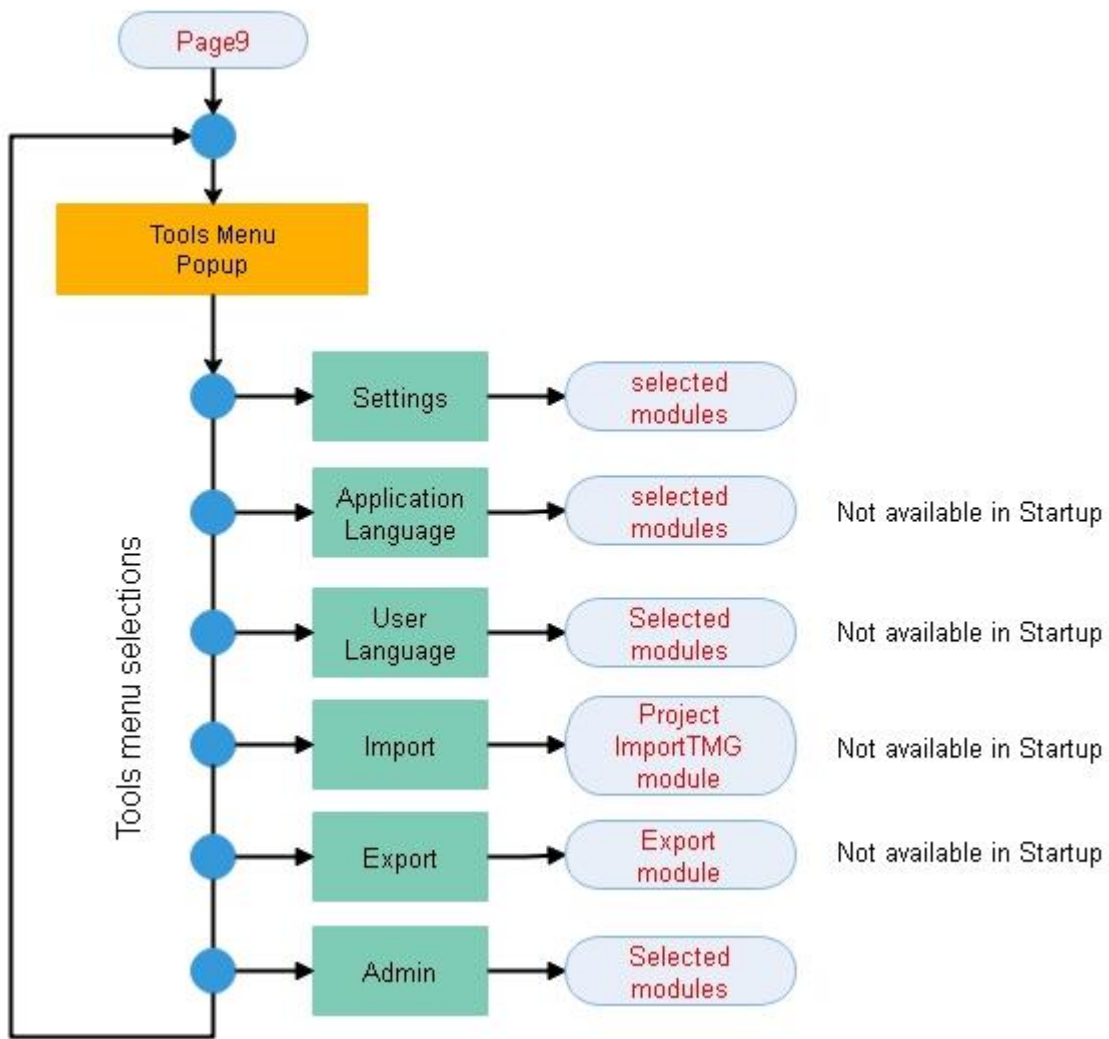 Page9
Tools Menu
Popup
Settings
selected
modules
Application
Language
selected
modules
Not available in Startup
Tools menu selections
User
Language
Selected
modules
Not available in Startup
Import
Project
ImportTMG
module
Not available in Startup
Export
Export
module
Not available in Startup
Admin
Selected
modules